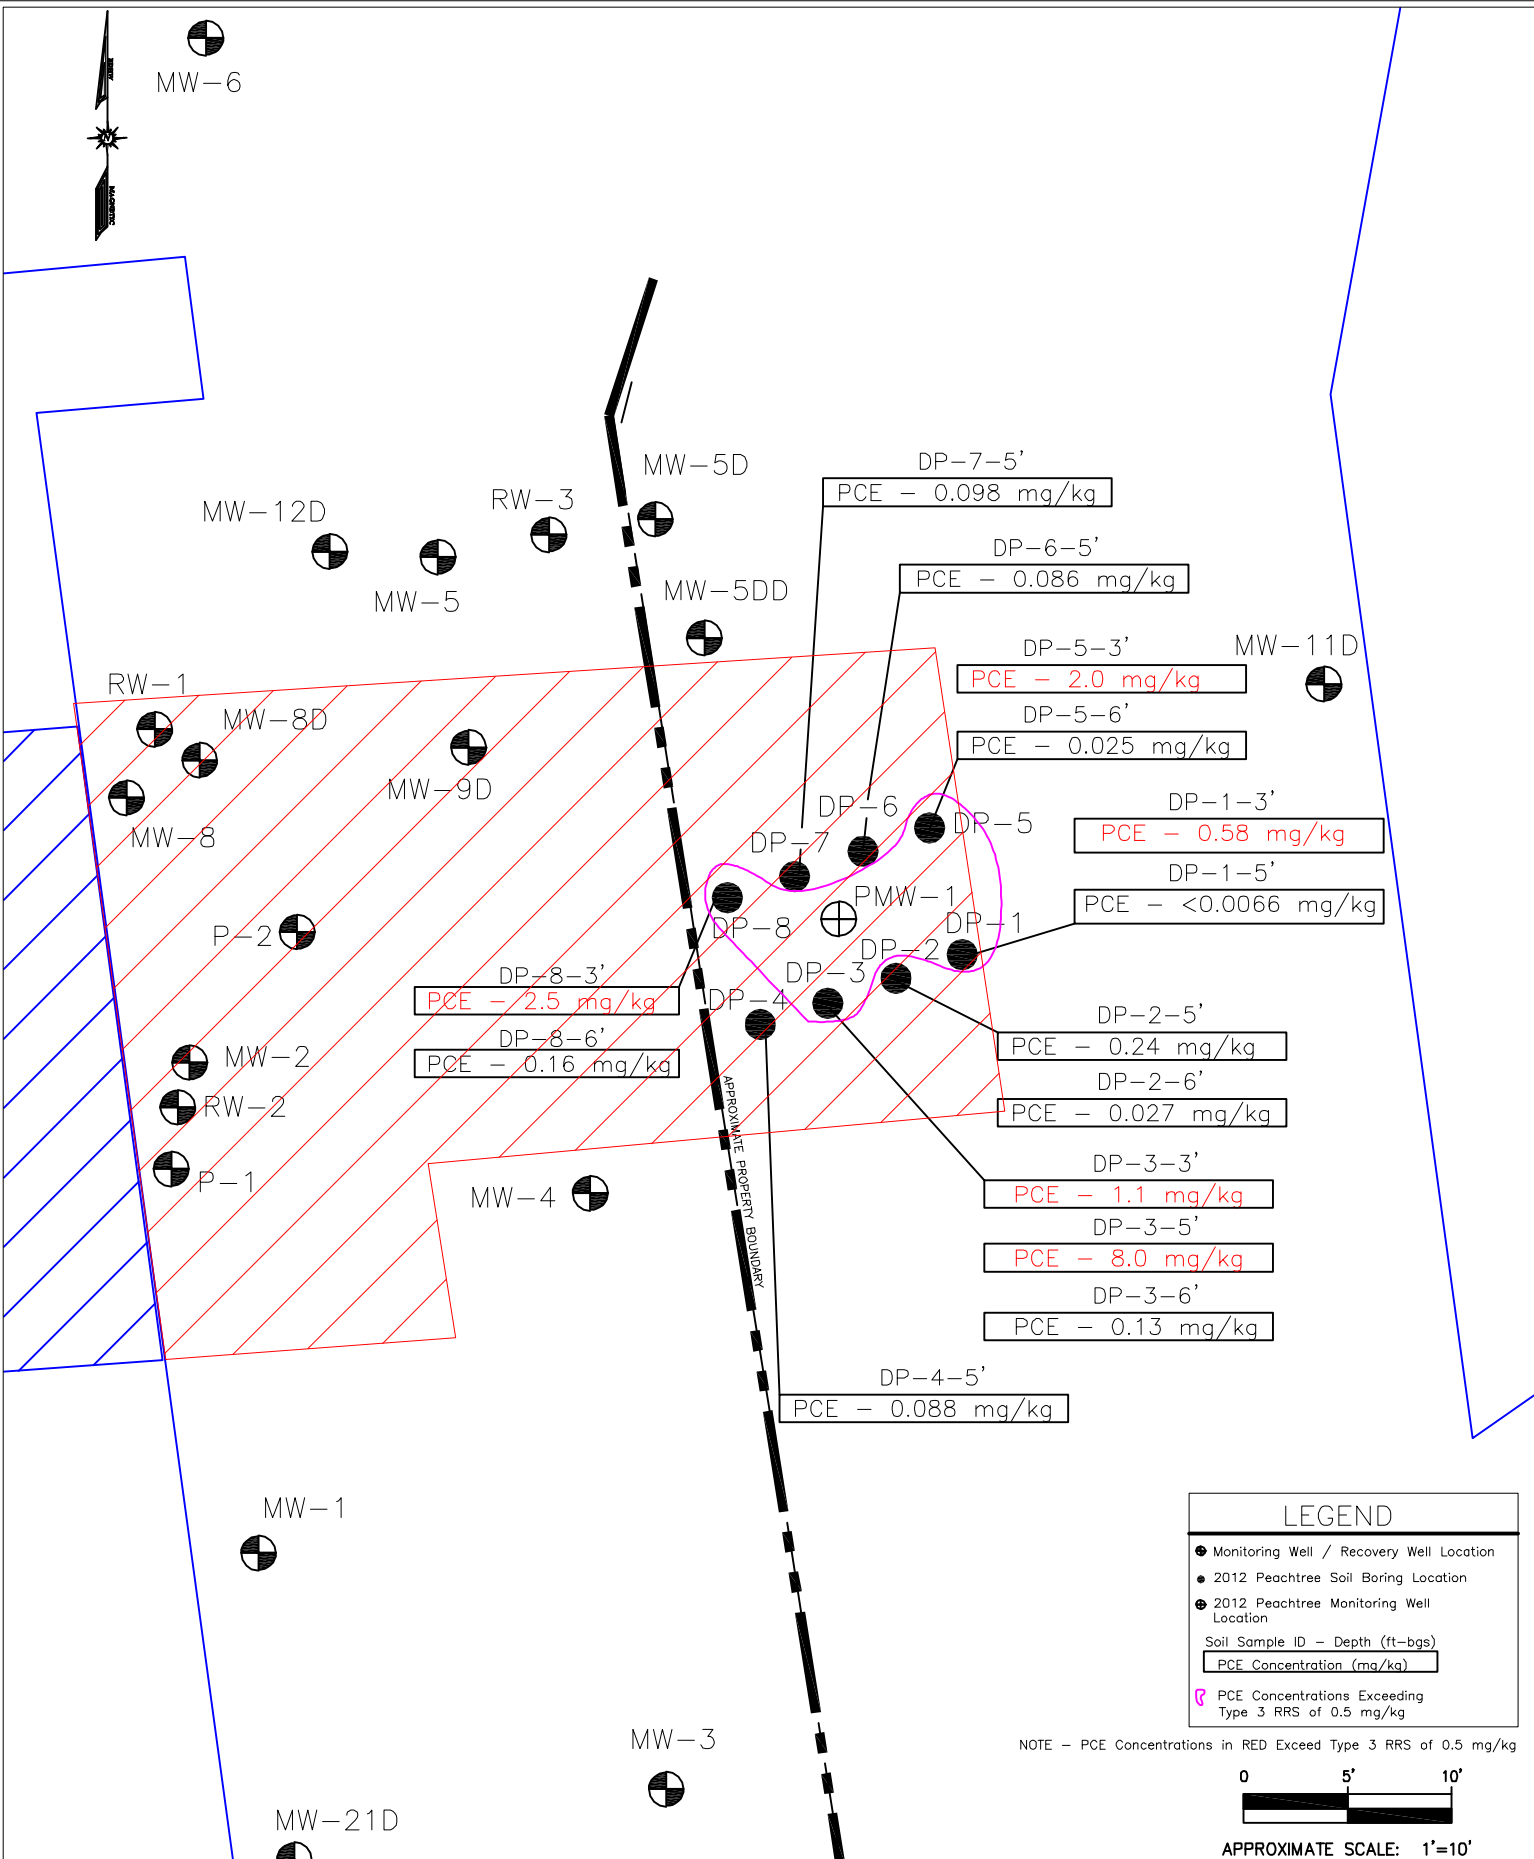 MW-6
N
MW-5D
DP-7-5'
PCE - 0.098 mg/kg
RW-3
MW-12D
DP-6-5'
PCE - 0.086 mg/kg
MW-5
MW-5DD
DP-5-3'
PCE - 2.0 mg/kg
MW-11D
RW-1
MW-8D
DP-5-6'
PCE - 0.025 mg/kg
MW-9D
MW-8
DP-6
DP-5
DP-7
DP-1-3'
PCE - 0.58 mg/kg
DP-1-5'
PCE - <0.0066 mg/kg
PMW-1
DP-1
DP-8
P-2
DP-2
DP-3
DP-4
DP-8-3'
PCE - 2.5 mg/kg
DP-8-6'
PCE - 0.16 mg/kg
DP-2-5'
PCE - 0.24 mg/kg
DP-2-6'
PCE - 0.027 mg/kg
MW-2
RW-2
P-1
MW-4
APPROXIMATE PROPERTY BOUNDARY
DP-3-3'
PCE - 1.1 mg/kg
DP-3-5'
PCE - 8.0 mg/kg
DP-3-6'
PCE - 0.13 mg/kg
DP-4-5'
PCE - 0.088 mg/kg
MW-1
MW-3
MW-21D
LEGEND
Monitoring Well / Recovery Well Location
2012 Peachtree Soil Boring Location
2012 Peachtree Monitoring Well
Location
Soil Sample ID - Depth (ft-bgs)
PCE Concentration (mg/kg)
PCE Concentrations Exceeding
Type 3 RRS of 0.5 mg/kg
NOTE - PCE Concentrations in RED Exceed Type 3 RRS of 0.5 mg/kg
0 5' 10'
APPROXIMATE SCALE: 1"=10'